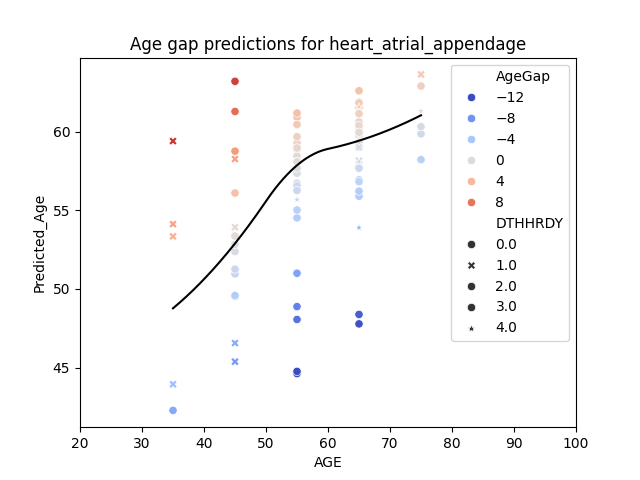 Age gap predictions for heart_atrial_appendage
Predicted_Age
60
55
50
45
20 30 40 50 60 70 80 90 100
AGE
AgeGap
−12
−8
−4
0
4
8
DTHHRDY
0.0
1.0
2.0
3.0
4.0